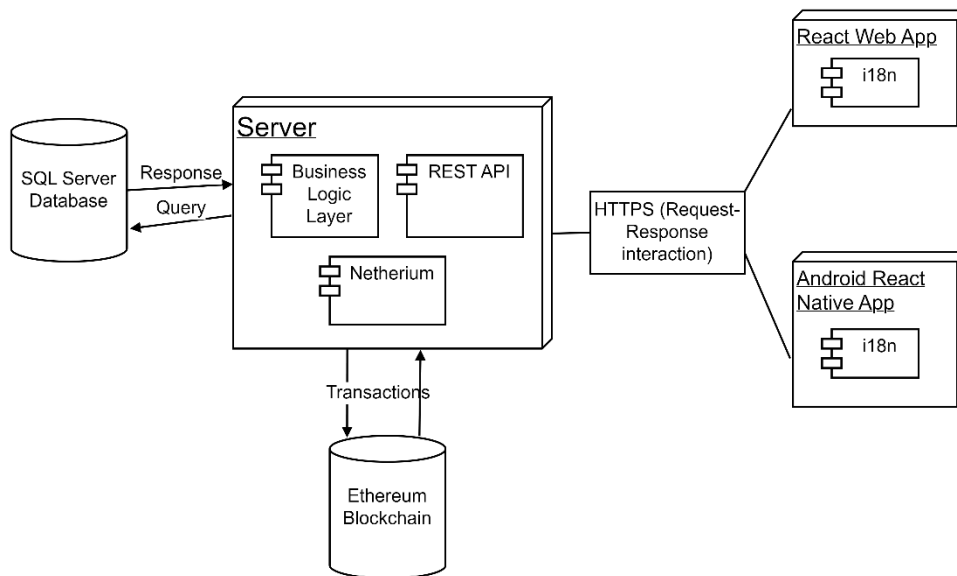 SQL Server
Database
Response
Query
Server
Business
Logic
Layer
REST API
Netherium
Transactions
Ethereum
Blockchain
HTTPS (Request-
Response
interaction)
React Web App
i18n
Android React
Native App
i18n